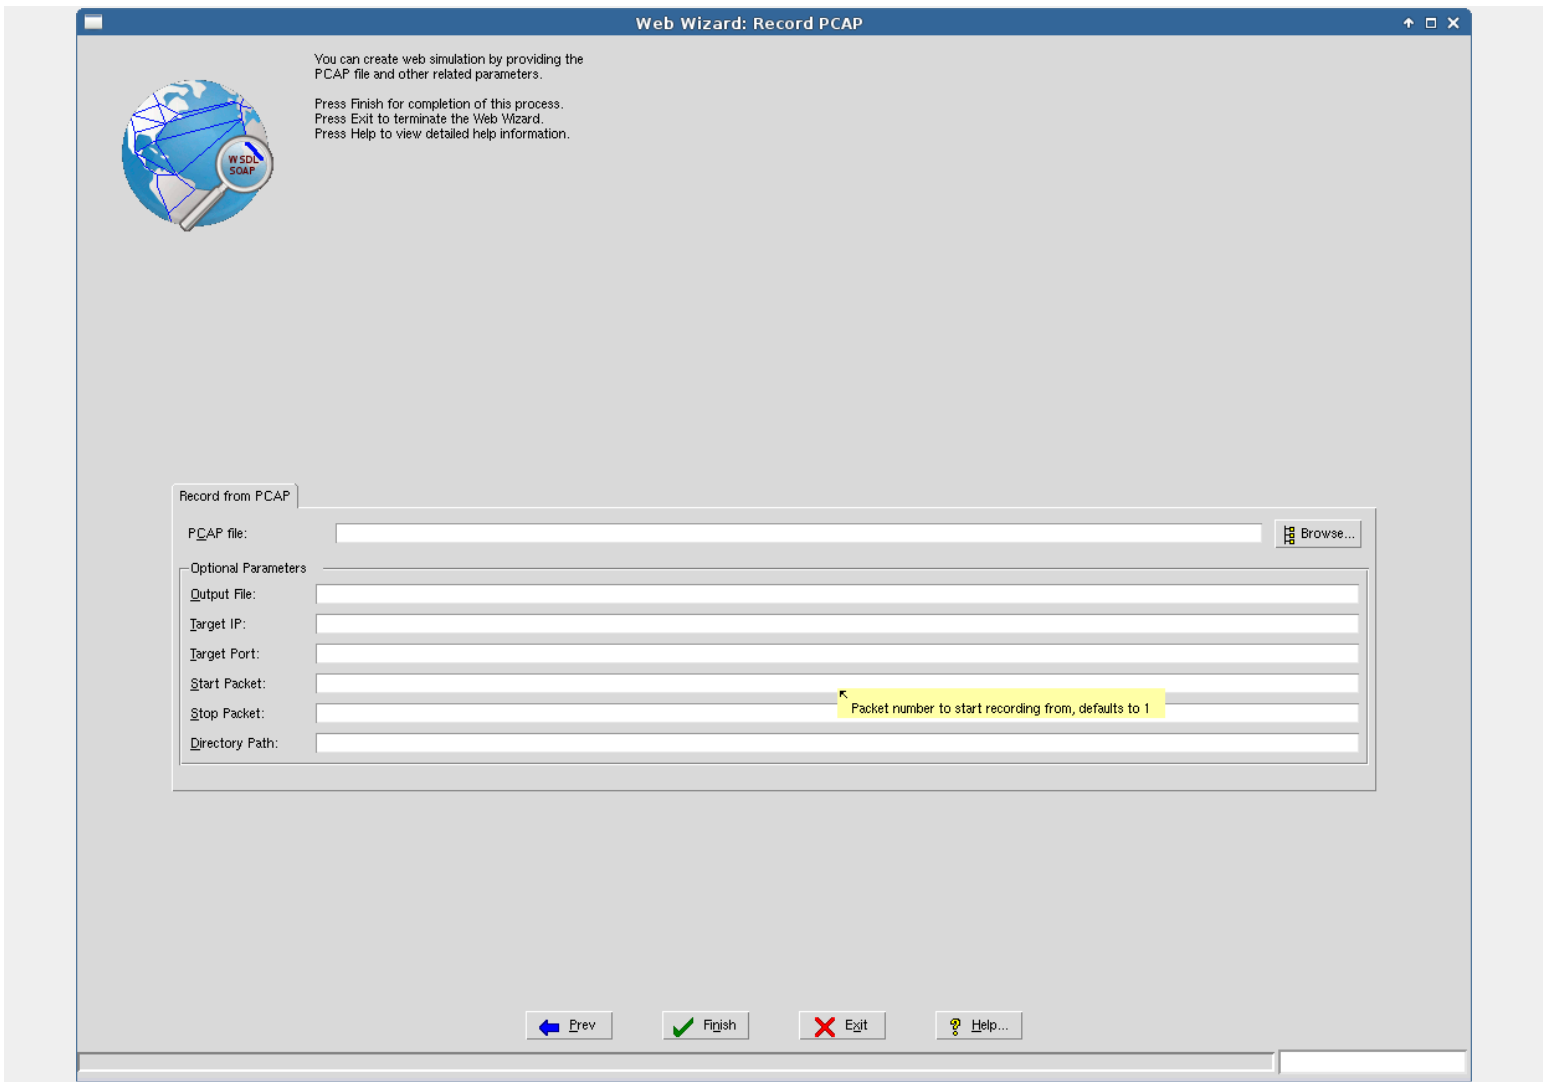 Web Wizard: Record PCAP
You can create web simulation by providing the
PCAP file and other related parameters.
Press Finish for completion of this process.
Press Exit to terminate the Web Wizard.
Press Help to view detailed help information.
WSDL
SOAP
Record from PCAP
PCAP file:
Browse...
Optional Parameters
Output File:
Target IP:
Target Port:
Start Packet:
Packet number to start recording from, defaults to 1
Stop Packet:
Directory Path:
Prev
Finish
Exit
Help...